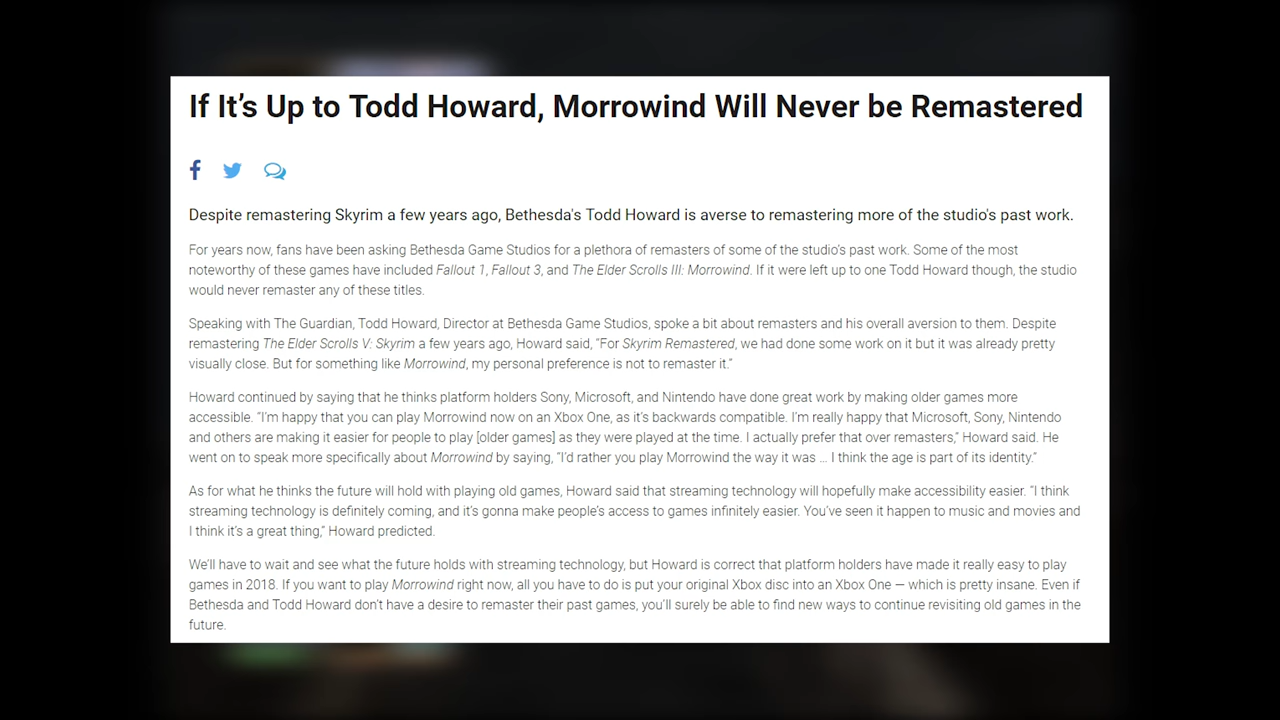 If It’s Up to Todd Howard, Morrowind Will Never be Remastered
Despite remastering Skyrim a few years ago, Bethesda's Todd Howard is averse to remastering more of the studio's past work.
For years now, fans have been asking Bethesda Game Studios for a plethora of remasters of some of the studio’s past work. Some of the most
noteworthy of these games have included Fallout 1, Fallout 3, and The Elder Scrolls III: Morrowind. If it were left up to one Todd Howard though, the studio
would never remaster any of these titles.
Speaking with The Guardian, Todd Howard, Director at Bethesda Game Studios, spoke a bit about remasters and his overall aversion to them. Despite
remastering The Elder Scrolls V: Skyrim a few years ago, Howard said, “For Skyrim Remastered, we had done some work on it but it was already pretty
visually close. But for something like Morrowind, my personal preference is not to remaster it.”
Howard continued by saying that he thinks platform holders Sony, Microsoft, and Nintendo have done great work by making older games more
accessible. “I’m happy that you can play Morrowind now on an Xbox One, as it’s backwards compatible. I’m really happy that Microsoft, Sony, Nintendo
and others are making it easier for people to play [older games] as they were played at the time. I actually prefer that over remasters,” Howard said. He
went on to speak more specifically about Morrowind by saying, “I’d rather you play Morrowind the way it was … I think the age is part of its identity.”
As for what he thinks the future will hold with playing old games, Howard said that streaming technology will hopefully make accessibility easier. “I think
streaming technology is definitely coming, and it’s gonna make people’s access to games infinitely easier. You’ve seen it happen to music and movies and
I think it’s a great thing,” Howard predicted.
We’ll have to wait and see what the future holds with streaming technology, but Howard is correct that platform holders have made it really easy to play
games in 2018. If you want to play Morrowind right now, all you have to do is put your original Xbox disc into an Xbox One — which is pretty insane. Even if
Bethesda and Todd Howard don’t have a desire to remaster their past games, you’ll surely be able to find new ways to continue revisiting old games in the
future.